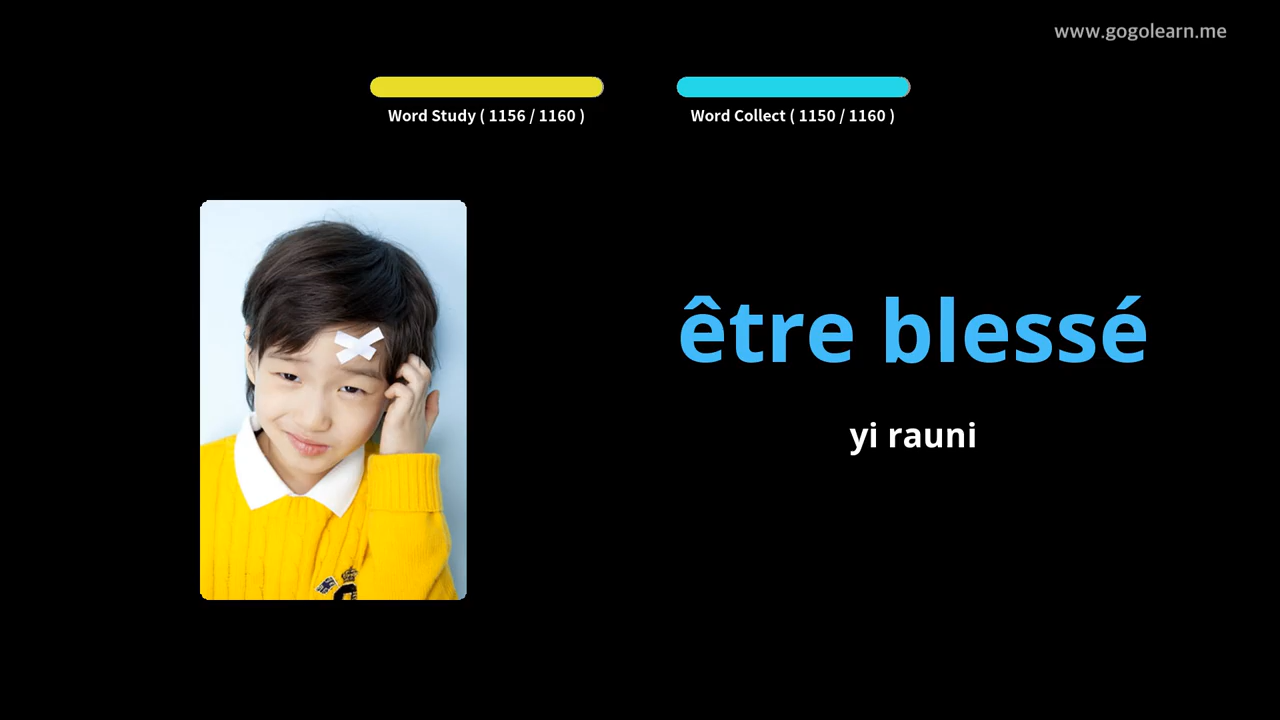 www.gogolearn.me
Word Study ( 1156 / 1160 )
Word Collect ( 1150 / 1160 )
être blessé
yi rauni